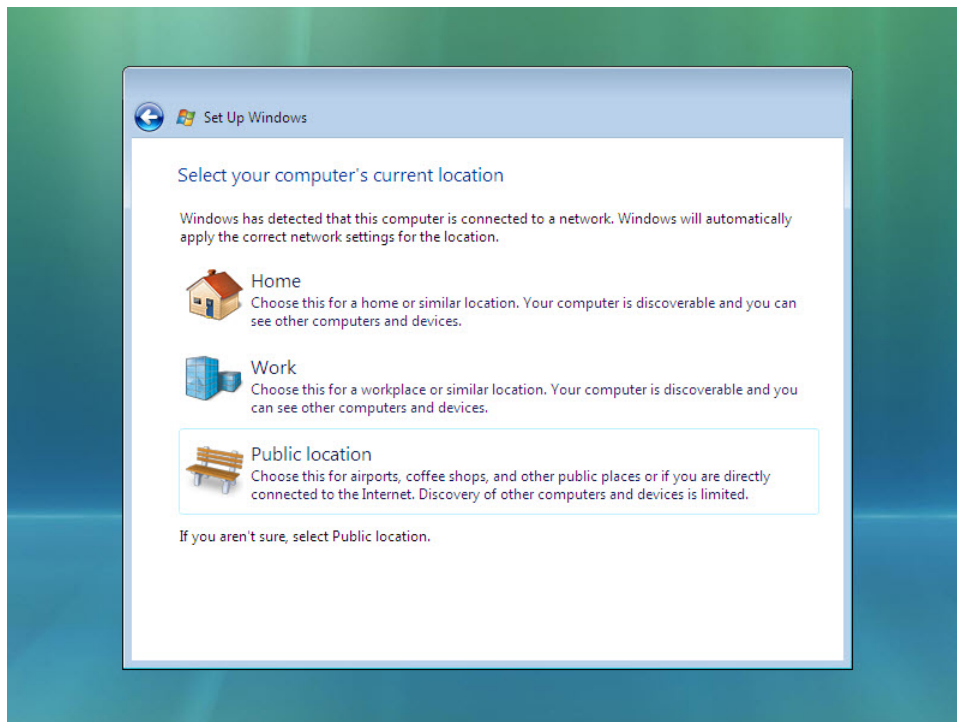 Set Up Windows
Select your computer's current location
Windows has detected that this computer is connected to a network. Windows will automatically
apply the correct network settings for the location.
Home
Choose this for a home or similar location. Your computer is discoverable and you can
see other computers and devices.
Work
Choose this for a workplace or similar location. Your computer is discoverable and you
can see other computers and devices.
Public location
Choose this for airports, coffee shops, and other public places or if you are directly
connected to the Internet. Discovery of other computers and devices is limited.
If you aren't sure, select Public location.